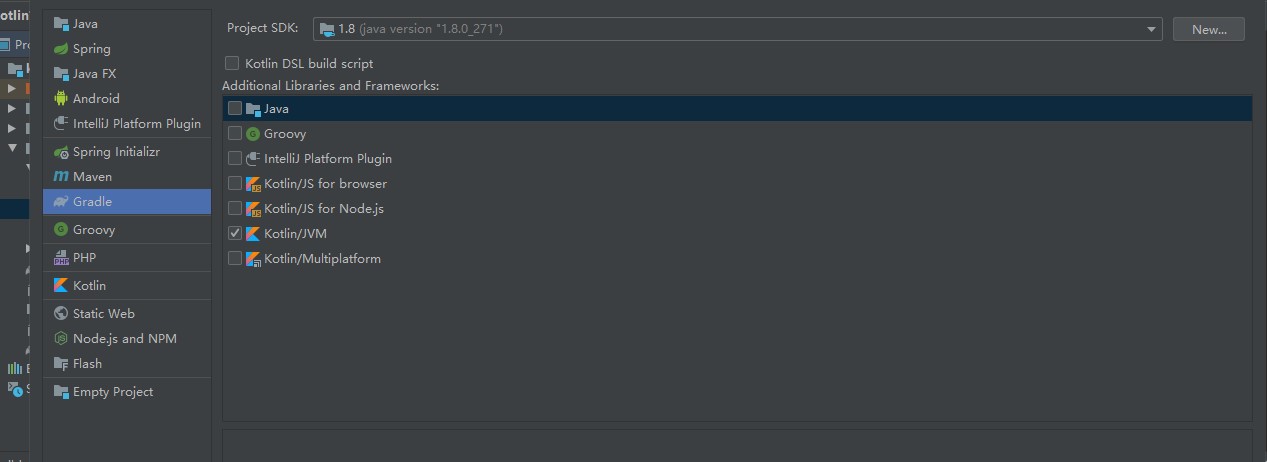 otlin
Java
Spring
Java FX
Android
IntelliJ Platform Plugin
Spring Initializr
Maven
Gradle
Groovy
PHP
Kotlin
Static Web
Node.js and NPM
Flash
Empty Project
Project SDK: 1.8 (java version "1.8.0_271") New...
Kotlin DSL build script
Additional Libraries and Frameworks:
Java
Groovy
IntelliJ Platform Plugin
Kotlin/JS for browser
Kotlin/JS for Node.js
Kotlin/JVM
Kotlin/Multiplatform